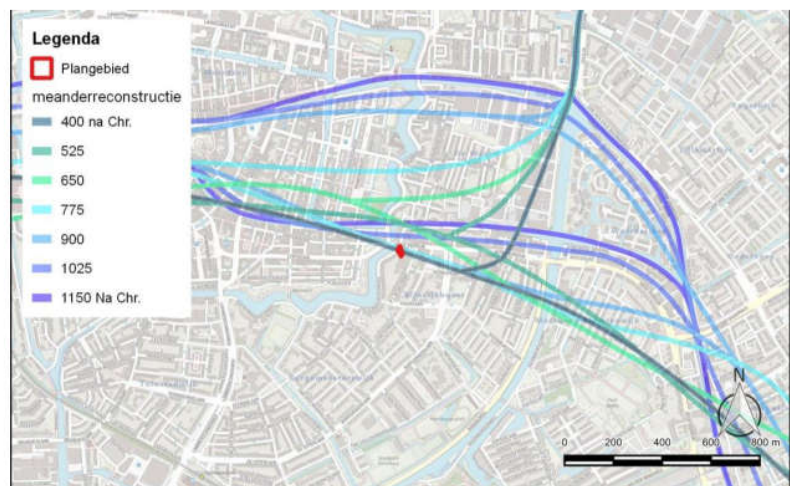 Legenda
Plangebied
meanderreconstructie
400 na Chr.
525
650
775
900
1025
1150 Na Chr.
N
0 200 400 600 800 m